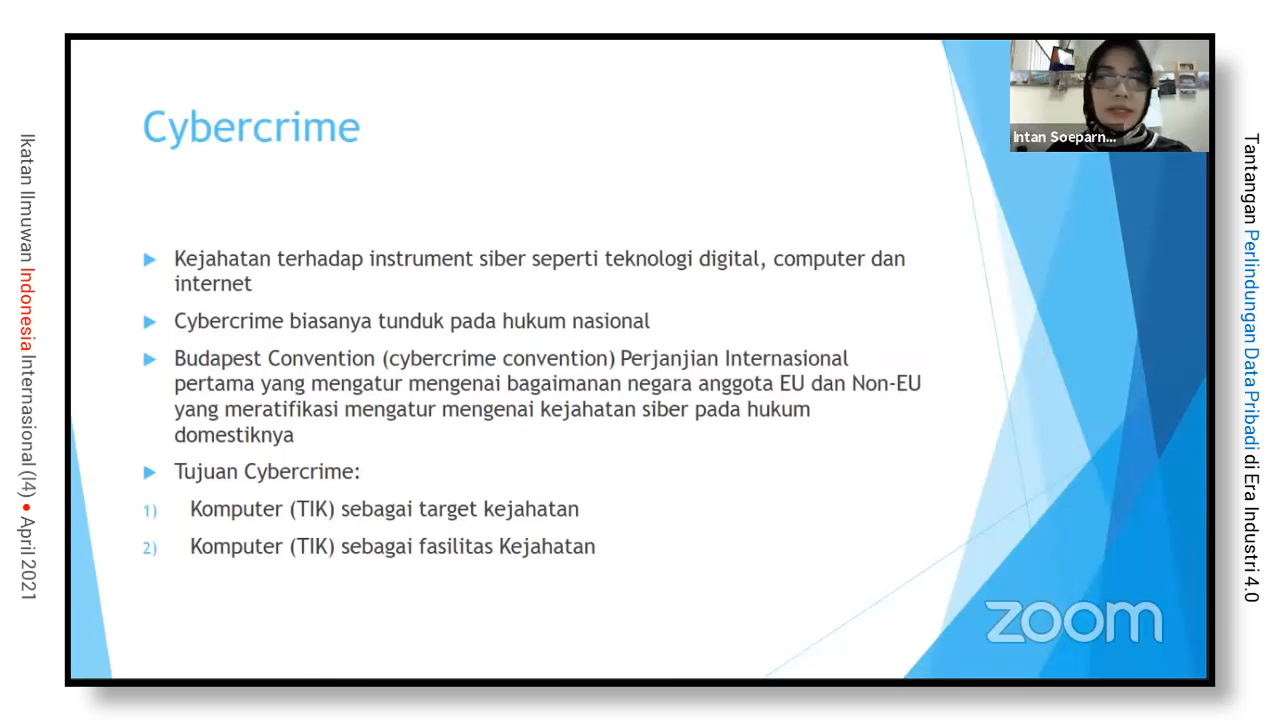 Cybercrime
Kejahatan terhadap instrument siber seperti teknologi digital, computer dan
internet
Cybercrime biasanya tunduk pada hukum nasional
Budapest Convention (cybercrime convention) Perjanjian Internasional
pertama yang mengatur mengenai bagaimanan negara anggota EU dan Non-EU
yang meratifikasi mengatur mengenai kejahatan siber pada hukum
domestiknya
Tujuan Cybercrime:
1) Komputer (TIK) sebagai target kejahatan
2) Komputer (TIK) sebagai fasilitas Kejahatan
Intan Soeparn...
zoom
Ikatan Ilmuwan Indonesia Internasional (I4) • April 2021
Tantangan Perlindungan Data Pribadi di Era Industri 4.0